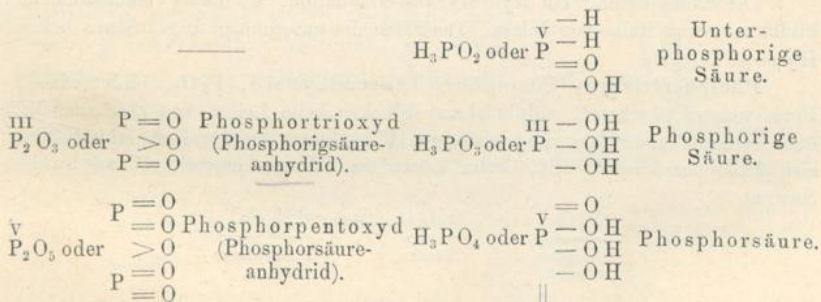 H₃PO₂ oder P – H – H = O – OH Unter-
V phosphorige
Säure.
III P₂O₃ oder P = O > O P = O Phosphortrioxyd
(Phosphorigsäure-
anhydrid).
H₃PO₃ oder III P – OH – OH – OH Phosphorige
Säure.
V P₂O₅ oder P = O = O > O P = O = O Phosphorpentoxyd
(Phosphorsäure-
anhydrid).
H₃PO₄ oder V P = O – OH – OH – OH Phosphorsäure.